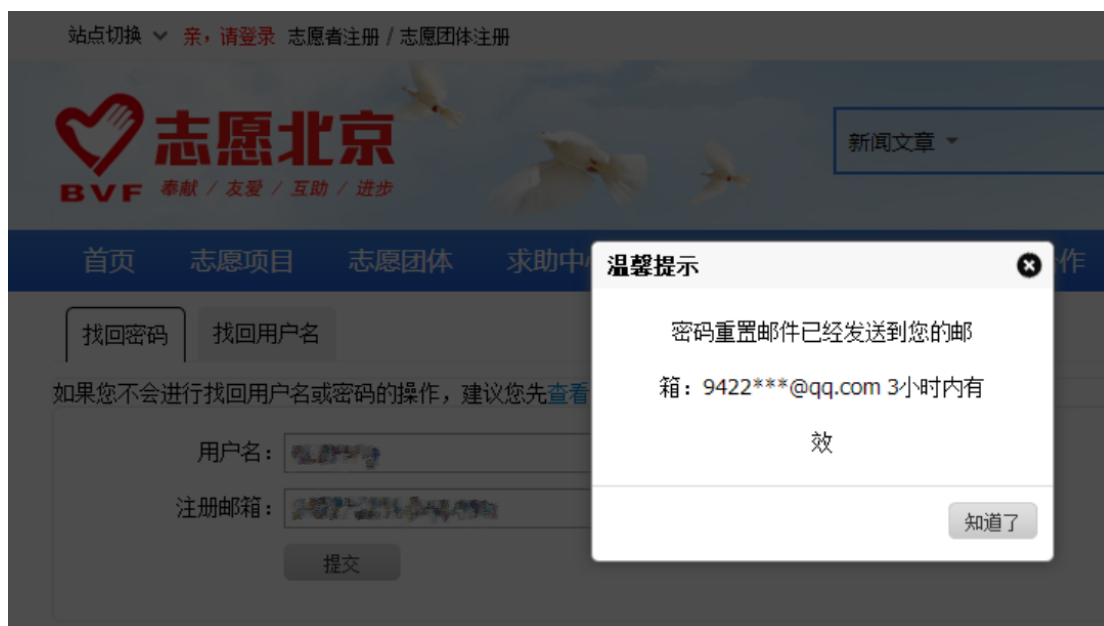 站点切换 亲，请登录 志愿者注册 / 志愿团体注册
志愿北京
BVF 奉献 / 友爱 / 互助 / 进步
新闻文章
首页 志愿项目 志愿团体 求助中 作
温馨提示
密码重置邮件已经发送到您的邮
箱：9422***@qq.com 3小时内有
效
知道了
找回密码 找回用户名
如果您不会进行找回用户名或密码的操作，建议您先查看
用户名：
注册邮箱：
提交